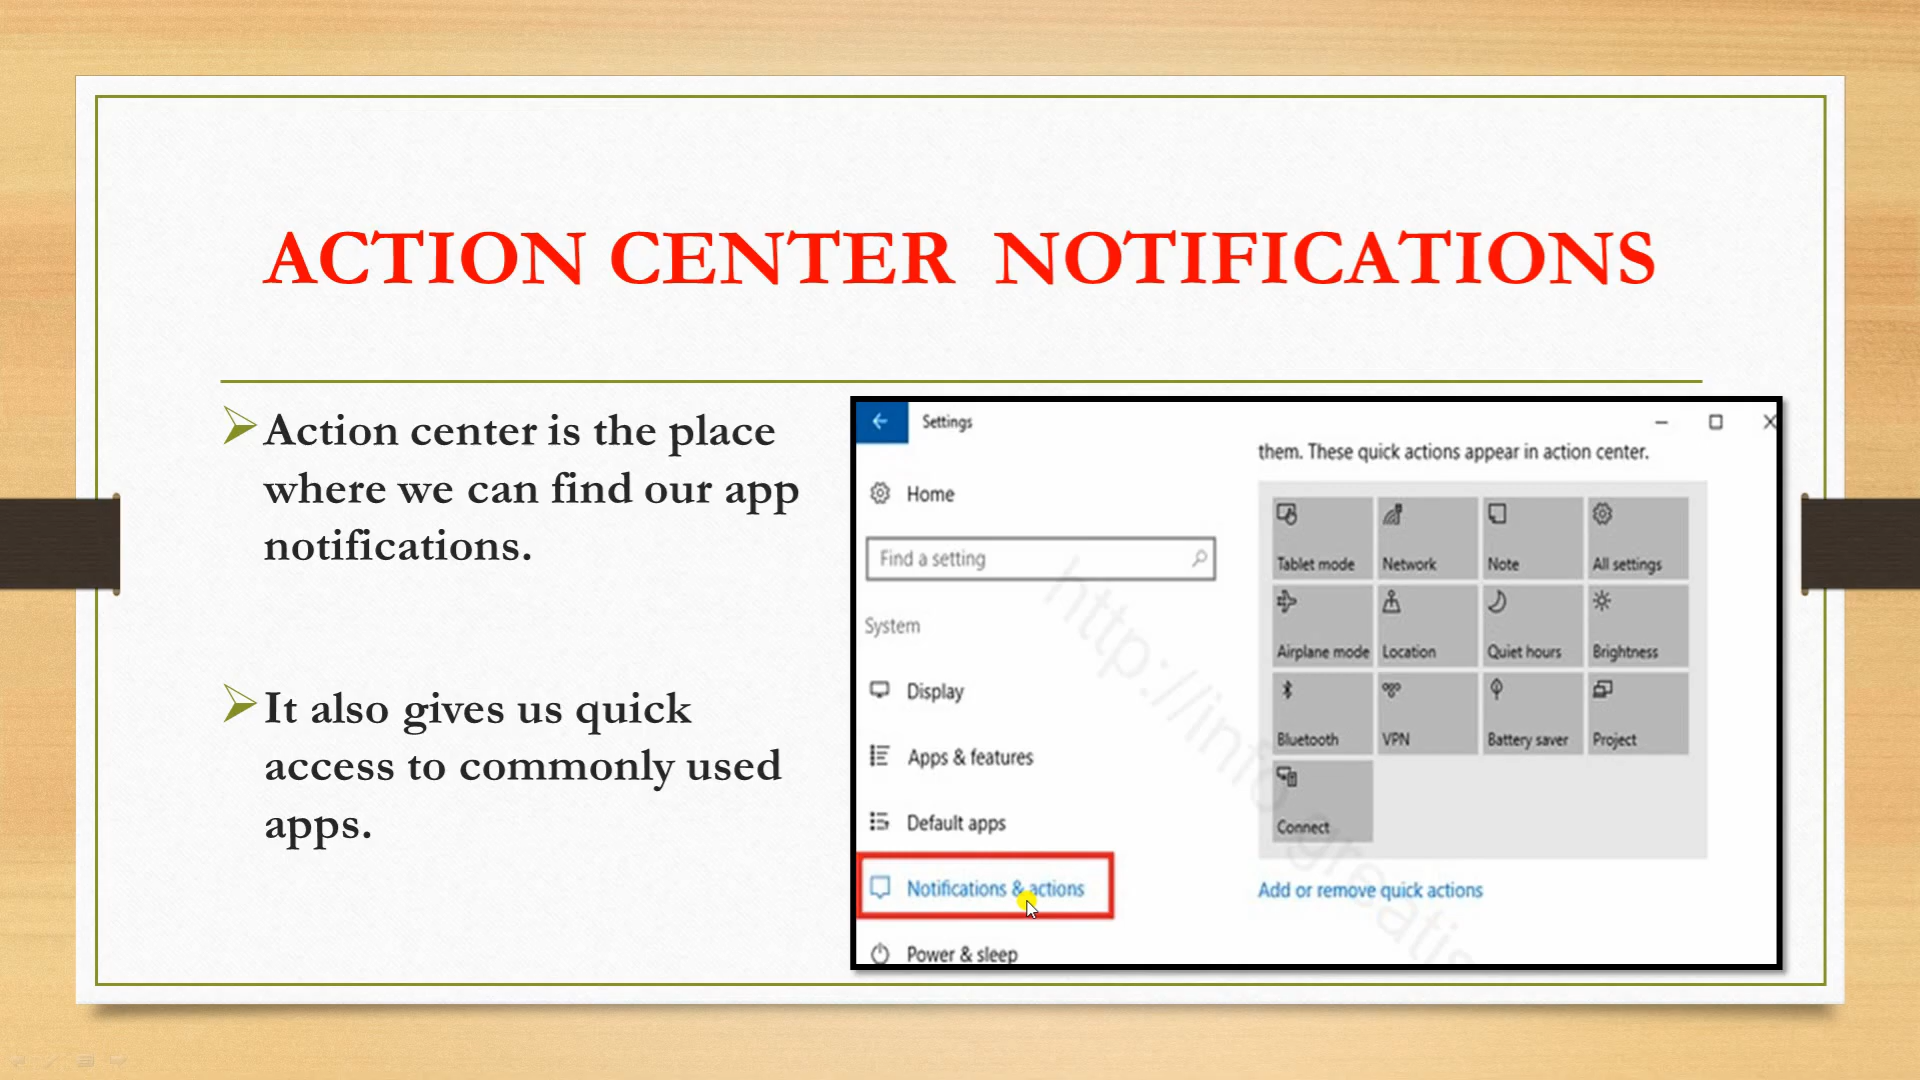 ACTION CENTER NOTIFICATIONS
Action center is the place
where we can find our app
notifications.
It also gives us quick
access to commonly used
apps.
Settings
Home
Find a setting
System
Display
Apps & features
Default apps
Notifications & actions
Power & sleep
them. These quick actions appear in action center.
Tablet mode
Network
Note
All settings
Airplane mode
Location
Quiet hours
Brightness
Bluetooth
VPN
Battery saver
Project
Connect
Add or remove quick actions